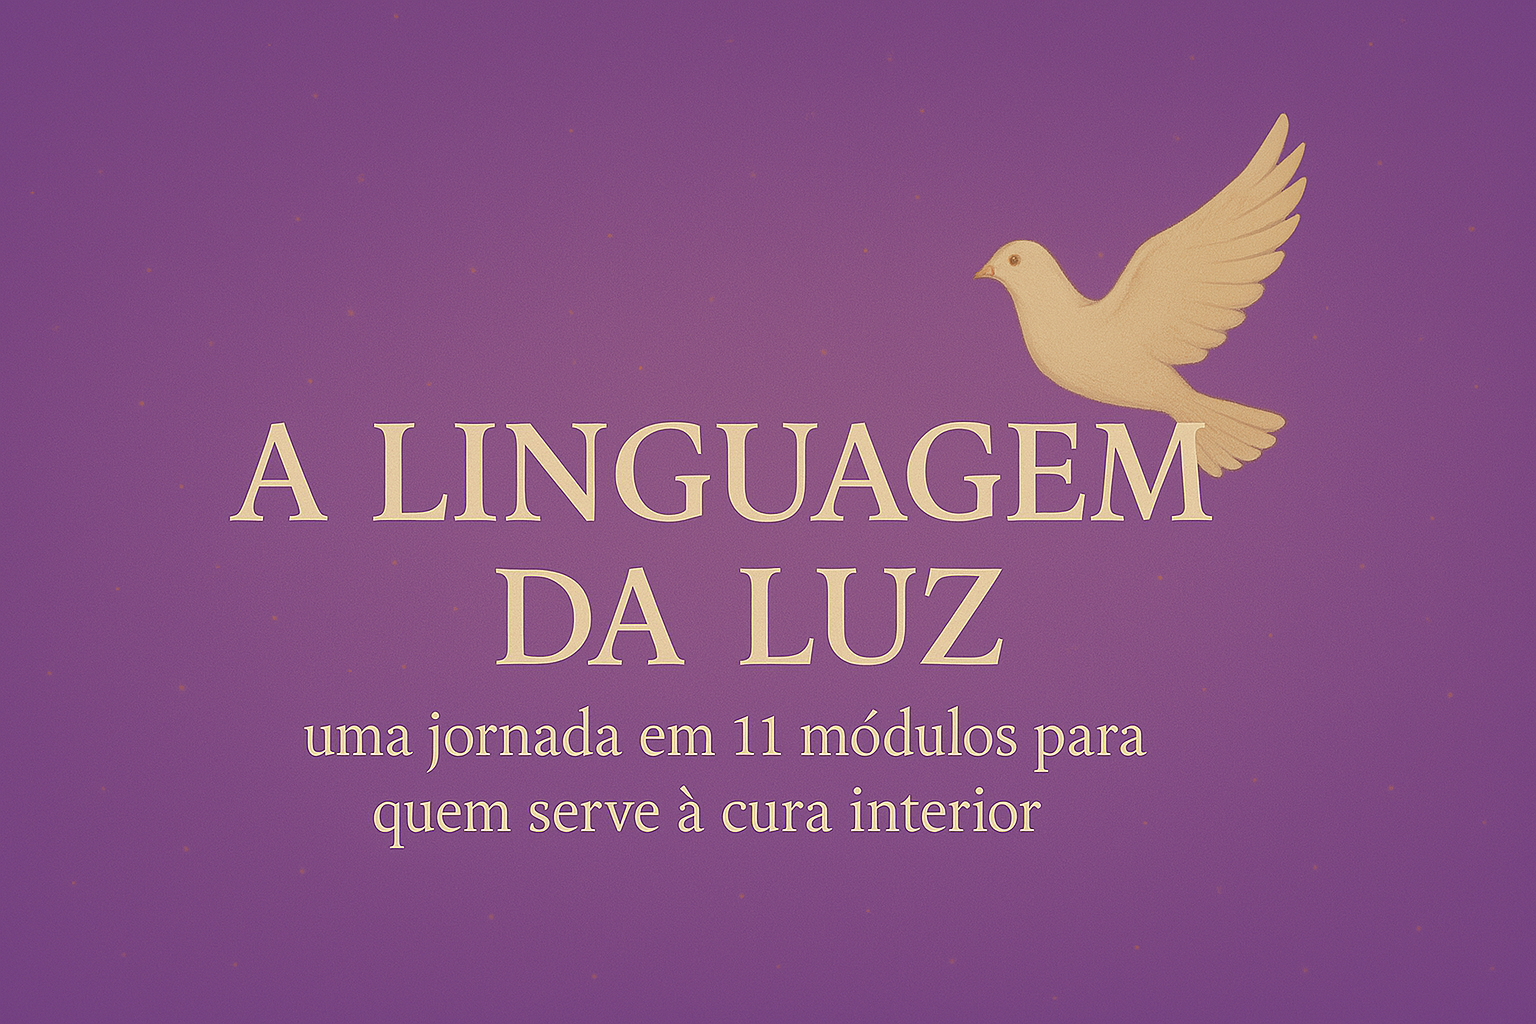 A LINGUAGEM
DA LUZ
uma jornada em 11 módulos para
quem serve à cura interior